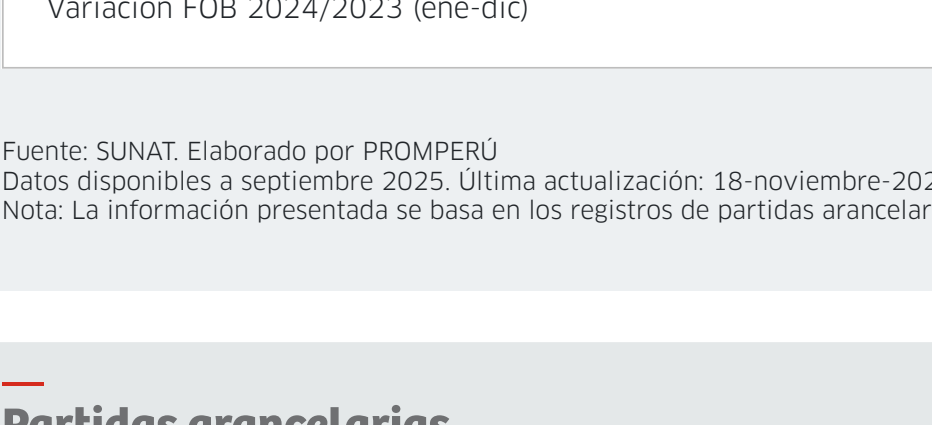 Variación FOB 2024/2023 (ene-dic)
Fuente: SUNAT. Elaborado por PROMPERÚ
Datos disponibles a septiembre 2025. Última actualización: 18-noviembre-202
Nota: La información presentada se basa en los registros de partidas arancelar
Partidas arancelarias